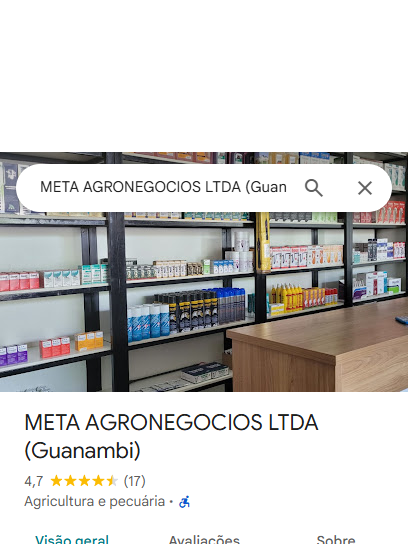 META AGRONEGOCIOS LTDA (Guan
META AGRONEGOCIOS LTDA
(Guanambi)
4,7 (17)
Agricultura e pecuária •
Visão geral Avaliações Sobre